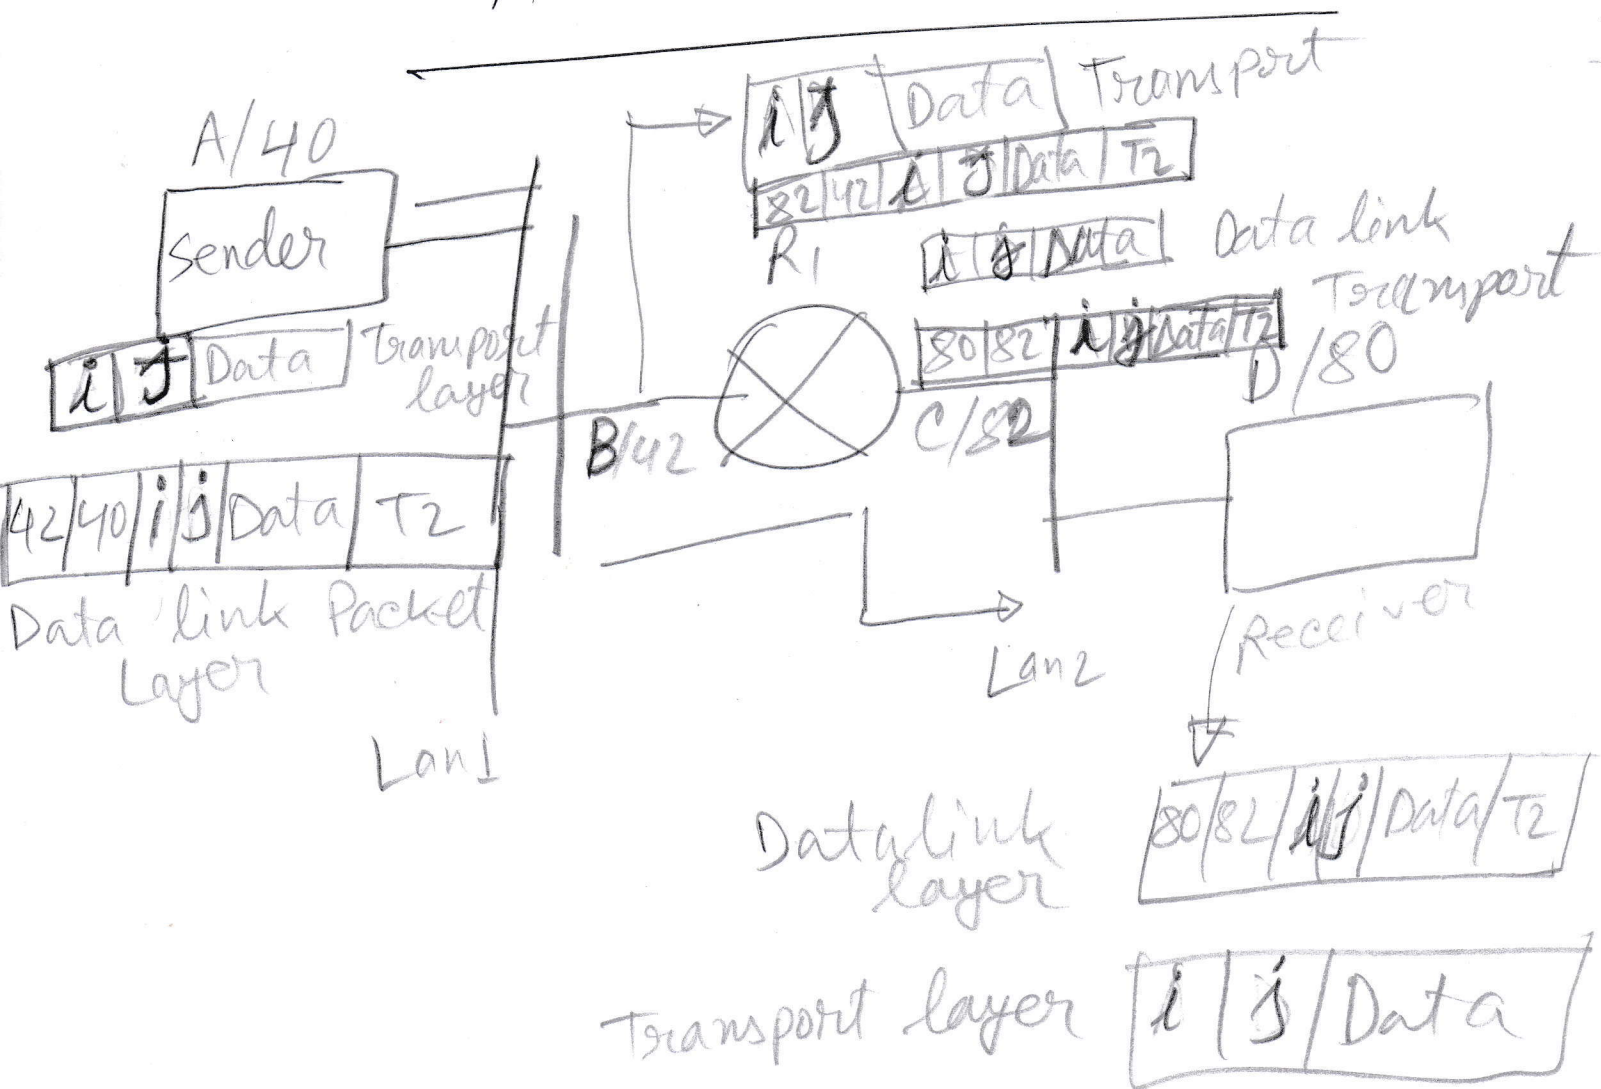 A/40
Sender
i j Data
Transport
layer
42 40 i j Data T2
Data link Packet
Layer
Lan1
i j Data Transport
82 42 i j Data T2
R1
i j Data Data link
Transport
80 82 i j Data T2
B/42
C/82
D/80
Receiver
Lan2
Datalink
layer
80 82 i j Data T2
Transport layer
i j Data